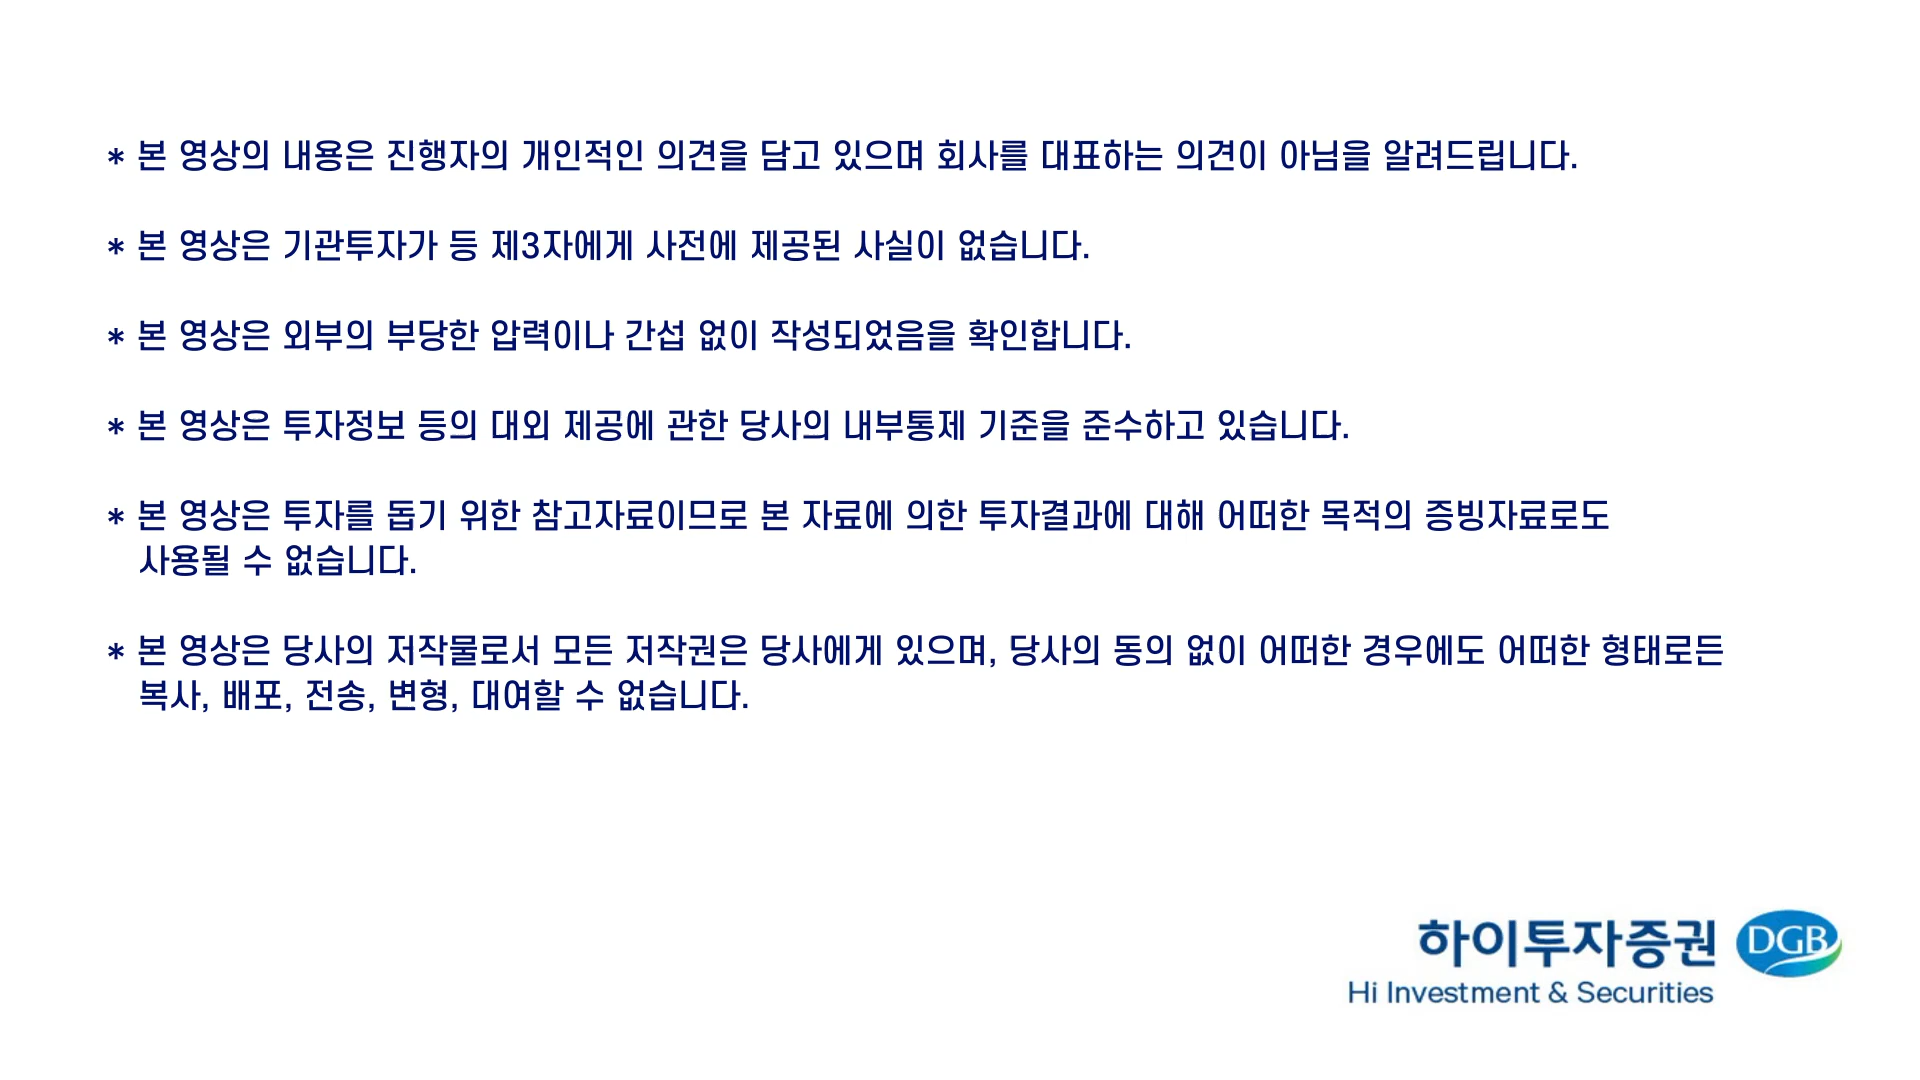 * 본 영상의 내용은 진행자의 개인적인 의견을 담고 있으며 회사를 대표하는 의견이 아님을 알려드립니다.
* 본 영상은 기관투자가 등 제3자에게 사전에 제공된 사실이 없습니다.
* 본 영상은 외부의 부당한 압력이나 간섭 없이 작성되었음을 확인합니다.
* 본 영상은 투자정보 등의 대외 제공에 관한 당사의 내부통제 기준을 준수하고 있습니다.
* 본 영상은 투자를 돕기 위한 참고자료이므로 본 자료에 의한 투자결과에 대해 어떠한 목적의 증빙자료로도
사용될 수 없습니다.
* 본 영상은 당사의 저작물로서 모든 저작권은 당사에게 있으며, 당사의 동의 없이 어떠한 경우에도 어떠한 형태로든
복사, 배포, 전송, 변형, 대여할 수 없습니다.
하이투자증권 DGB
Hi Investment & Securities